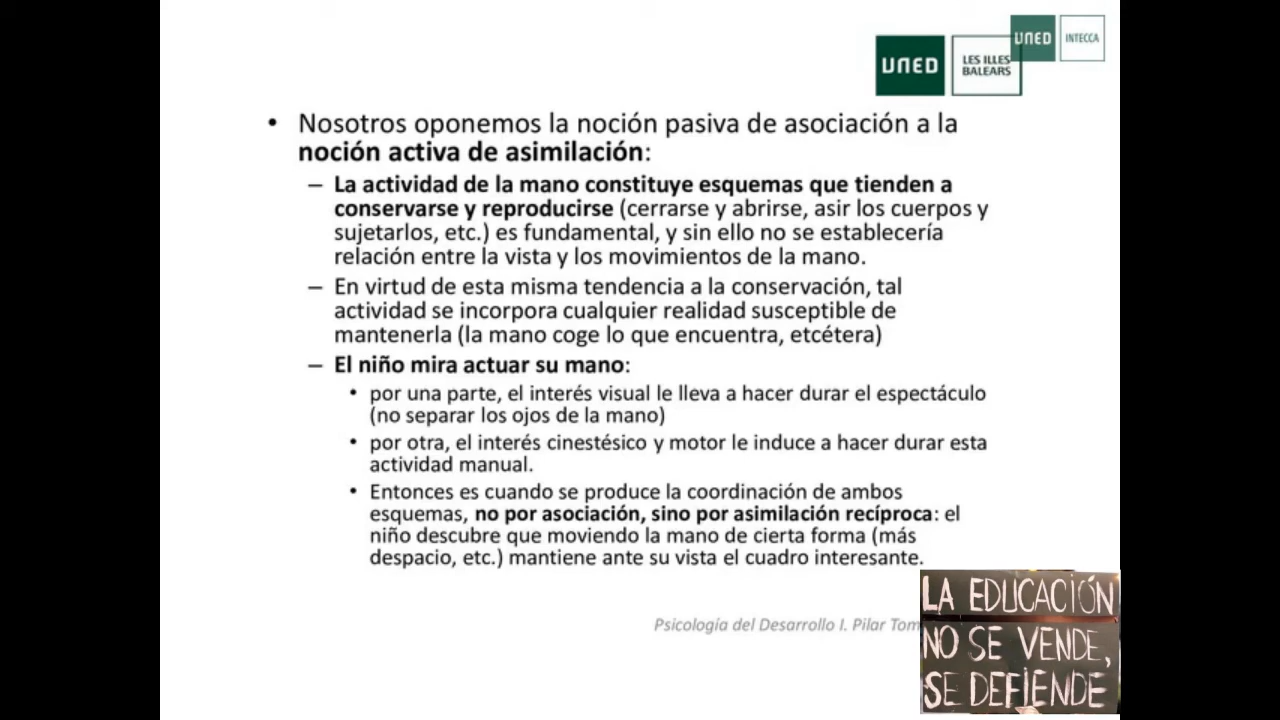 UNED
INTECCA
UNED
LES ILLES
BALEARS
• Nosotros oponemos la noción pasiva de asociación a la
noción activa de asimilación:
– La actividad de la mano constituye esquemas que tienden a
conservarse y reproducirse (cerrarse y abrirse, asir los cuerpos y
sujetarlos, etc.) es fundamental, y sin ello no se establecería
relación entre la vista y los movimientos de la mano.
– En virtud de esta misma tendencia a la conservación, tal
actividad se incorpora cualquier realidad susceptible de
mantenerla (la mano coge lo que encuentra, etcétera)
– El niño mira actuar su mano:
• por una parte, el interés visual le lleva a hacer durar el espectáculo
(no separar los ojos de la mano)
• por otra, el interés cinestésico y motor le induce a hacer durar esta
actividad manual.
• Entonces es cuando se produce la coordinación de ambos
esquemas, no por asociación, sino por asimilación recíproca: el
niño descubre que moviendo la mano de cierta forma (más
despacio, etc.) mantiene ante su vista el cuadro interesante.
Psicología del Desarrollo I. Pilar Tom
LA EDUCACIÓN
NO SE VENDE,
SE DEFIENDE